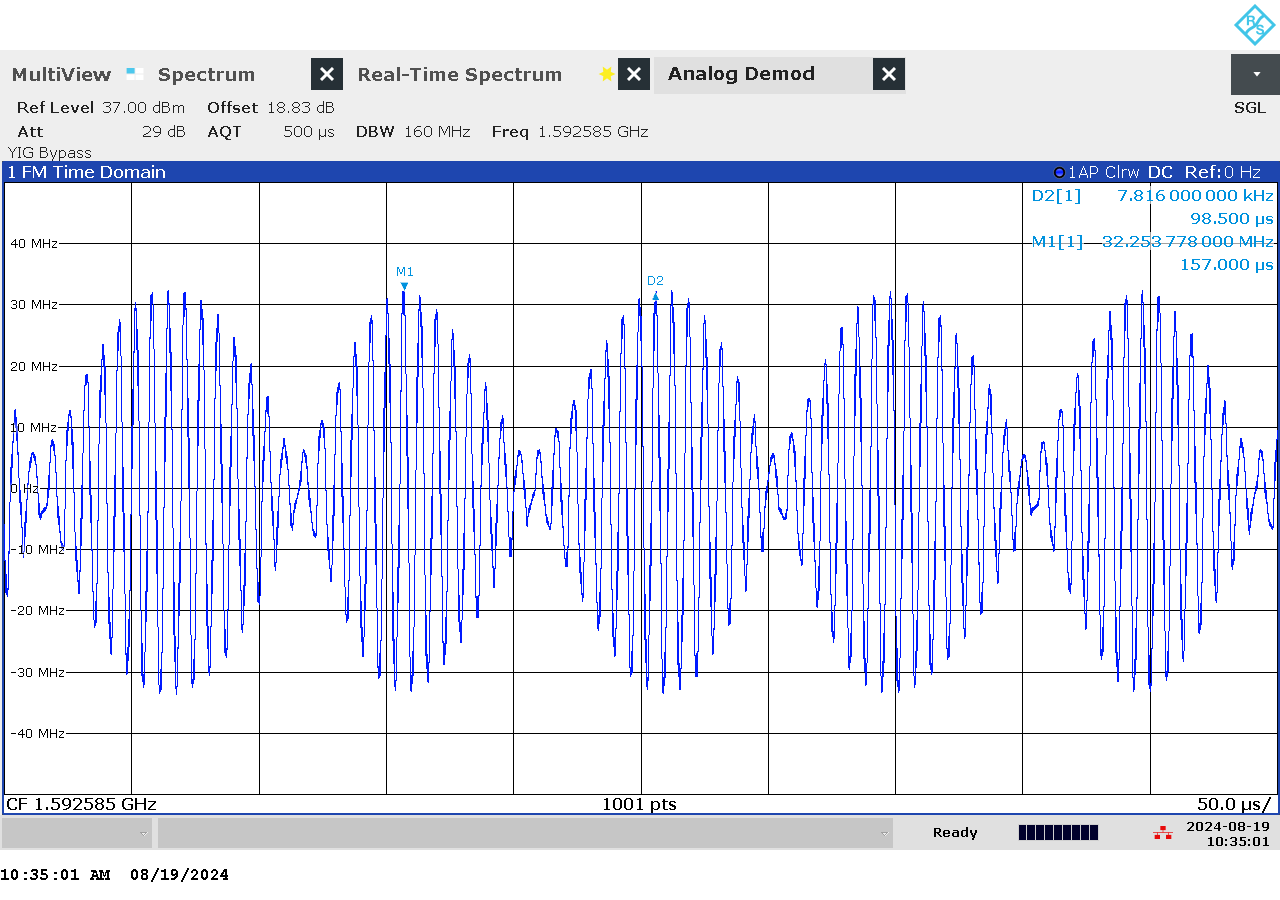 R/S
MultiView Spectrum Real-Time Spectrum Analog Demod
Ref Level 37.00 dBm Offset 18.83 dB SGL
Att 29 dB AQT 500 µs DBW 160 MHz Freq 1.592585 GHz
YIG Bypass
1 FM Time Domain 1AP Clrw DC Ref:0 Hz
D2[1] 7.816 000 000 kHz
98.500 µs
M1[1] 32.253 778 000 MHz
157.000 µs
40 MHz
M1
D2
30 MHz
20 MHz
10 MHz
0 Hz
-10 MHz
-20 MHz
-30 MHz
-40 MHz
CF 1.592585 GHz 1001 pts 50.0 µs/
Ready 2024-08-19
10:35:01
10:35:01 AM 08/19/2024